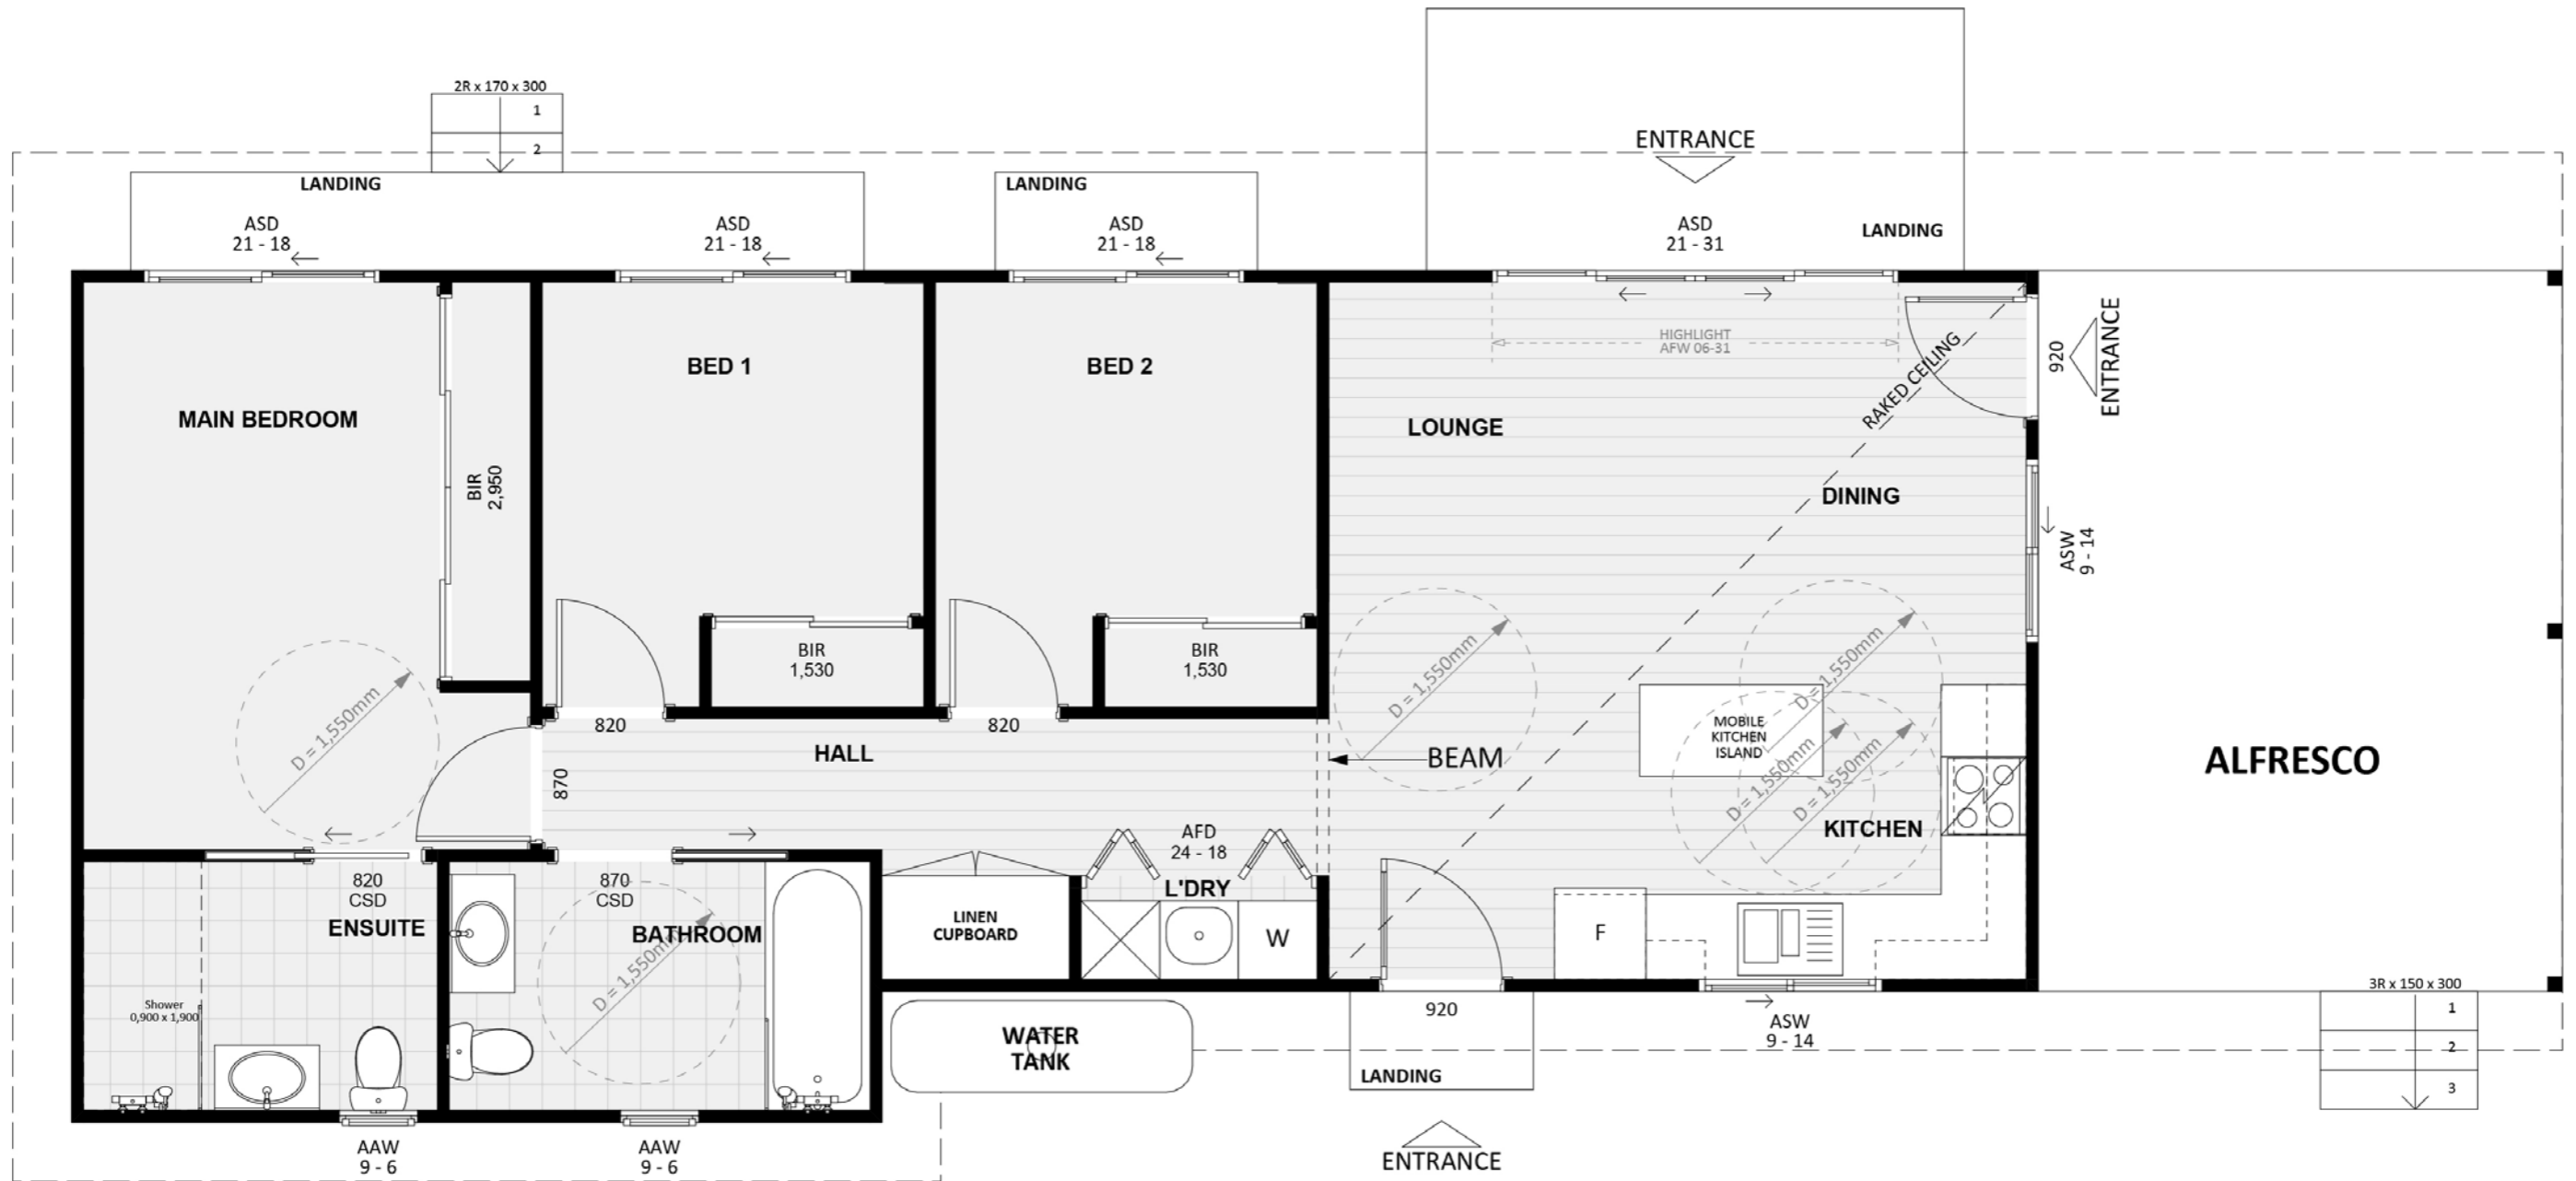 2R x 170 x 300
1
2
ENTRANCE
LANDING
LANDING
ASD
21 - 18
ASD
21 - 18
ASD
21 - 18
ASD
21 - 31
LANDING
HIGHLIGHT
AFW 06-31
920
ENTRANCE
RAKED CEILING
BED 1
BED 2
MAIN BEDROOM
LOUNGE
BIR
2,950
DINING
ASW
9 - 14
BIR
1,530
BIR
1,530
D = 1,550mm
D = 1,550mm
D = 1,550mm
820
820
HALL
BEAM
MOBILE
KITCHEN
ISLAND
ALFRESCO
870
D = 1,550mm
D = 1,550mm
AFD
24 - 18
KITCHEN
820
CSD
870
CSD
L'DRY
ENSUITE
BATHROOM
LINEN
CUPBOARD
W
F
D = 1,550mm
Shower
0,900 x 1,900
920
3R x 150 x 300
1
2
3
WATER
TANK
ASW
9 - 14
LANDING
AAW
9 - 6
AAW
9 - 6
ENTRANCE